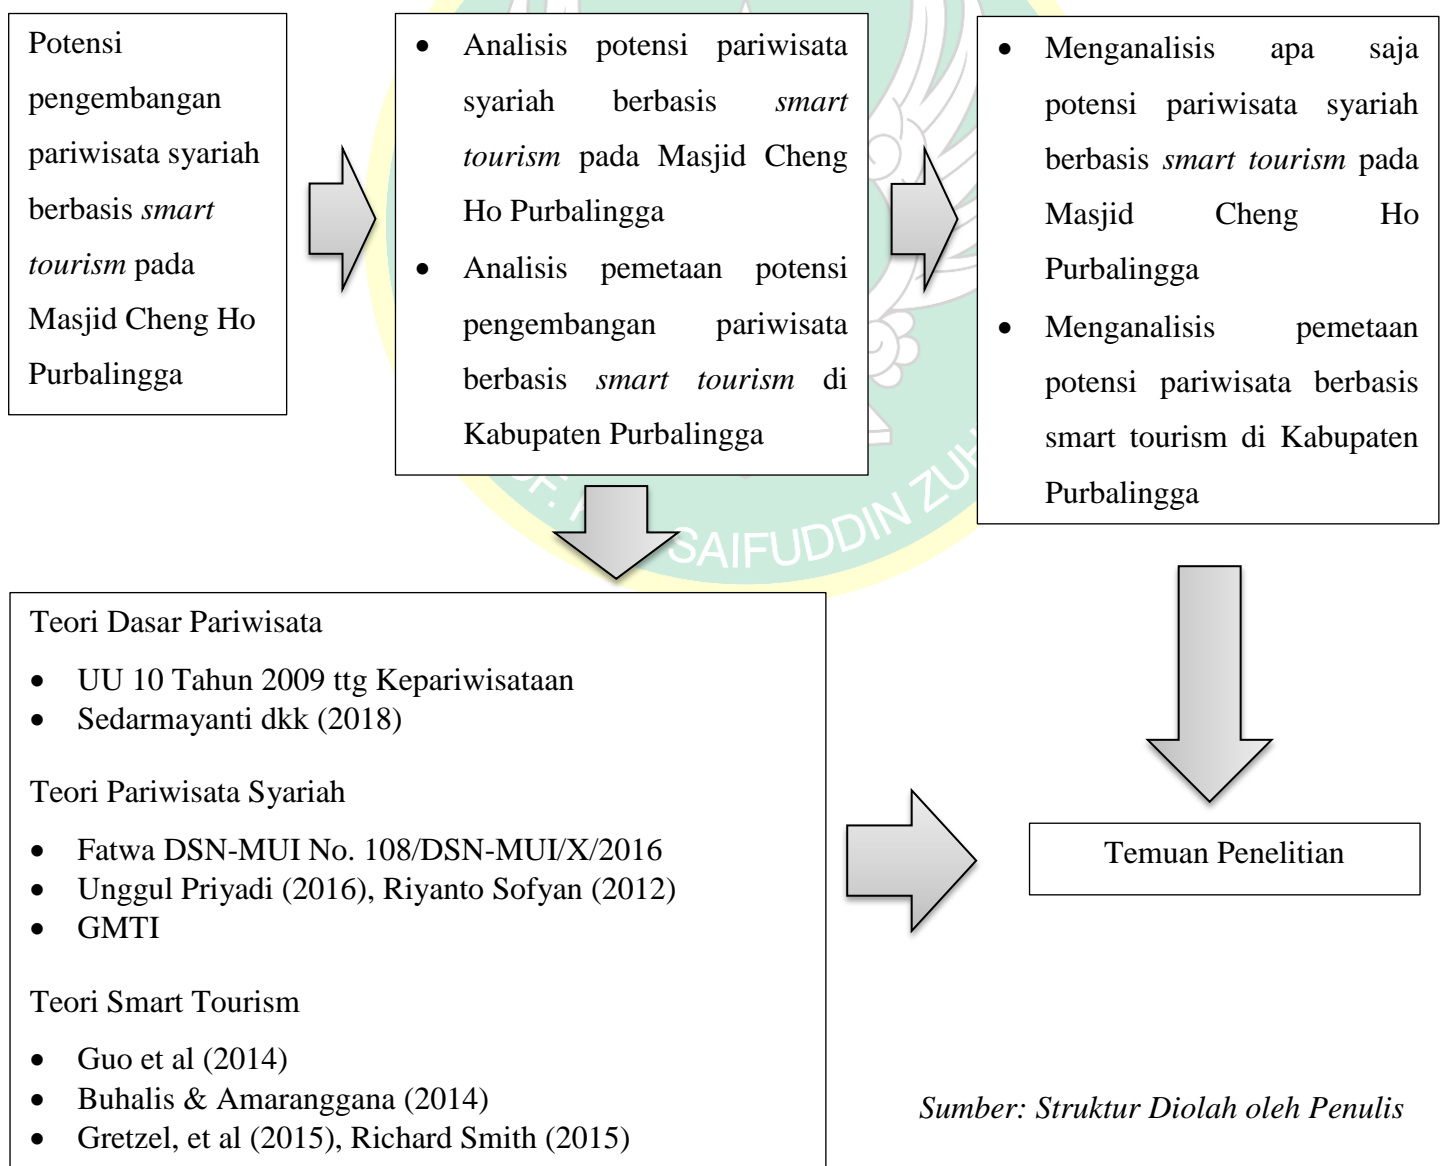 Potensi
pengembangan
pariwisata syariah
berbasis smart
tourism pada
Masjid Cheng Ho
Purbalingga
• Analisis potensi pariwisata
syariah berbasis smart
tourism pada Masjid Cheng
Ho Purbalingga
• Analisis pemetaan potensi
pengembangan pariwisata
berbasis smart tourism di
Kabupaten Purbalingga
• Menganalisis apa saja
potensi pariwisata syariah
berbasis smart tourism pada
Masjid Cheng Ho
Purbalingga
• Menganalisis pemetaan
potensi pariwisata berbasis
smart tourism di Kabupaten
Purbalingga
SAIFUDDIN
Teori Dasar Pariwisata
• UU 10 Tahun 2009 ttg Kepariwisataan
• Sedarmayanti dkk (2018)
Teori Pariwisata Syariah
• Fatwa DSN-MUI No. 108/DSN-MUI/X/2016
• Unggul Priyadi (2016), Riyanto Sofyan (2012)
• GMTI
Teori Smart Tourism
• Guo et al (2014)
• Buhalis & Amaranggana (2014)
• Gretzel, et al (2015), Richard Smith (2015)
Temuan Penelitian
Sumber: Struktur Diolah oleh Penulis